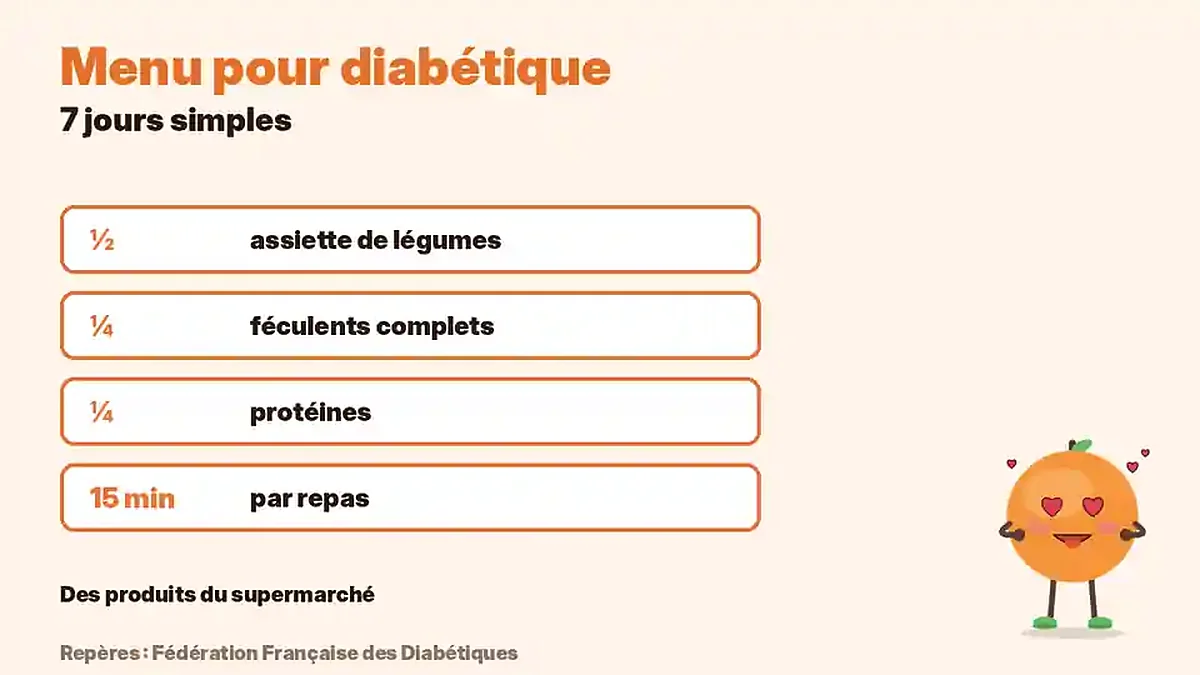 Menu pour diabétique
7 jours simples
½ assiette de légumes
¼ féculents complets
¼ protéines
15 min par repas
Des produits du supermarché
Repères : Fédération Française des Diabétiques